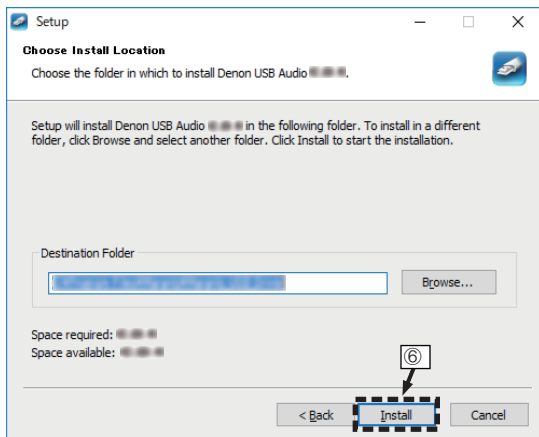 Setup
Choose Install Location
Choose the folder in which to install Denon USB Audio .
Setup will install Denon USB Audio in the following folder. To install in a different
folder, click Browse and select another folder. Click Install to start the installation.
Destination Folder
Browse...
Space required:
Space available:
⑥
< Back
Install
Cancel